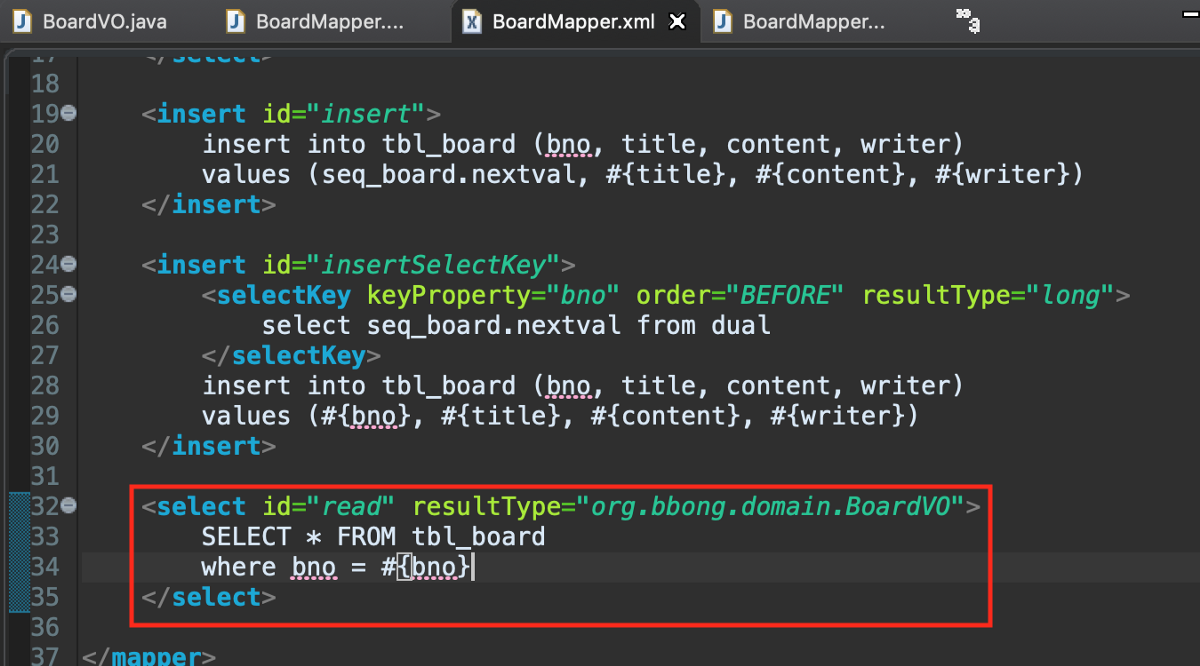 BoardVO.java BoardMapper.... BoardMapper.xml BoardMapper... »3
17 </select>
18
19 <insert id="insert">
20 insert into tbl_board (bno, title, content, writer)
21 values (seq_board.nextval, #{title}, #{content}, #{writer})
22 </insert>
23
24 <insert id="insertSelectKey">
25 <selectKey keyProperty="bno" order="BEFORE" resultType="long">
26 select seq_board.nextval from dual
27 </selectKey>
28 insert into tbl_board (bno, title, content, writer)
29 values (#{bno}, #{title}, #{content}, #{writer})
30 </insert>
31
32 <select id="read" resultType="org.bbong.domain.BoardVO">
33 SELECT * FROM tbl_board
34 where bno = #{bno}
35 </select>
36
37 </mapper>